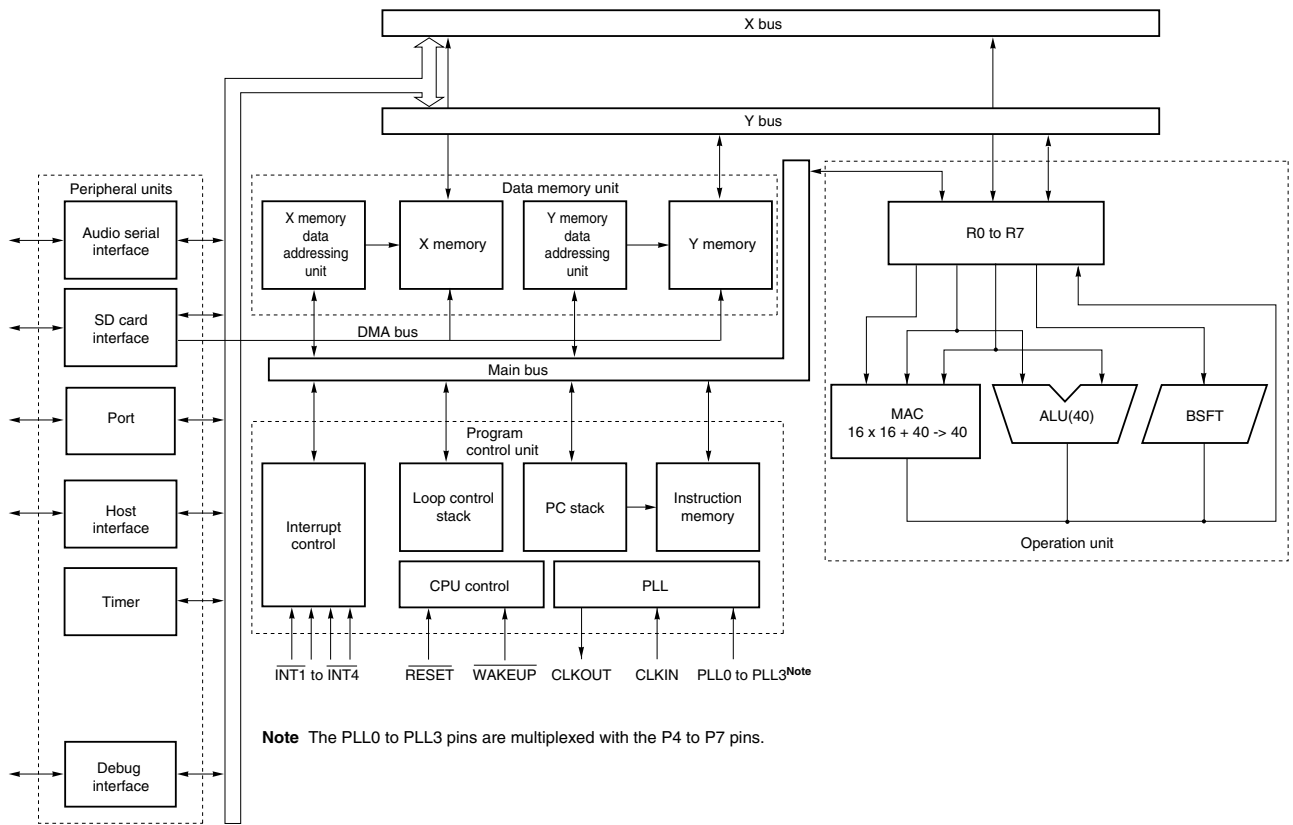 X bus
Y bus
Peripheral units
Audio serial
interface
SD card
interface
Port
Host
interface
Timer
Debug
interface
Data memory unit
X memory
data
addressing
unit
X memory
Y memory
data
addressing
unit
Y memory
DMA bus
Main bus
Program
control unit
Interrupt
control
Loop control
stack
PC stack
Instruction
memory
CPU control
PLL
INT1 to INT4
RESET
WAKEUP
CLKOUT
CLKIN
PLL0 to PLL3Note
R0 to R7
MAC
16 x 16 + 40 -> 40
ALU(40)
BSFT
Operation unit
Note The PLL0 to PLL3 pins are multiplexed with the P4 to P7 pins.